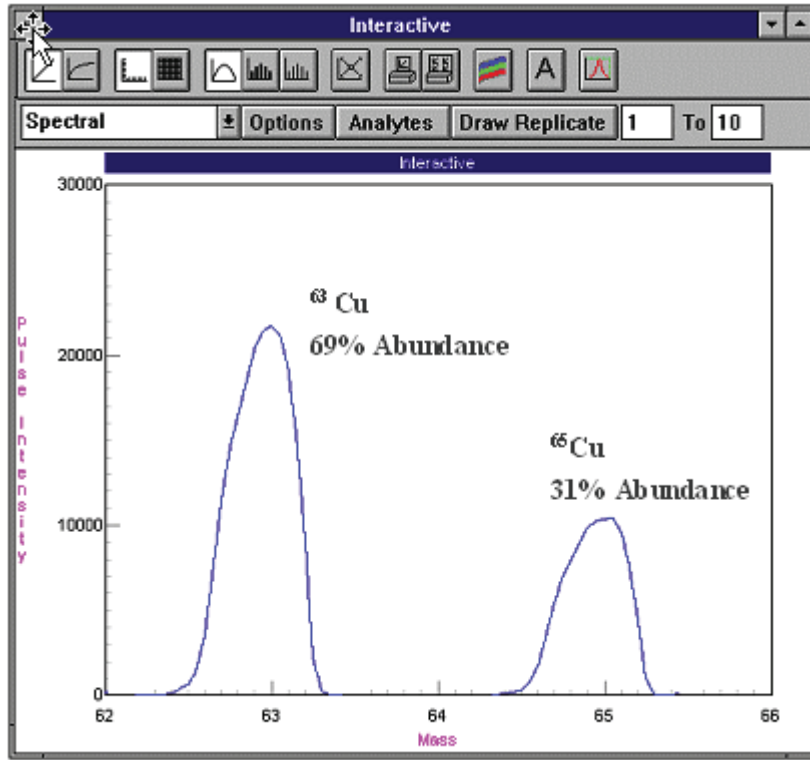 Interactive
A
Spectral Options Analytes Draw Replicate 1 To 10
Interactive
30000
20000
10000
0
Pulse Intensity
⁶³ Cu
69% Abundance
⁶⁵Cu
31% Abundance
62 63 64 65 66
Mass